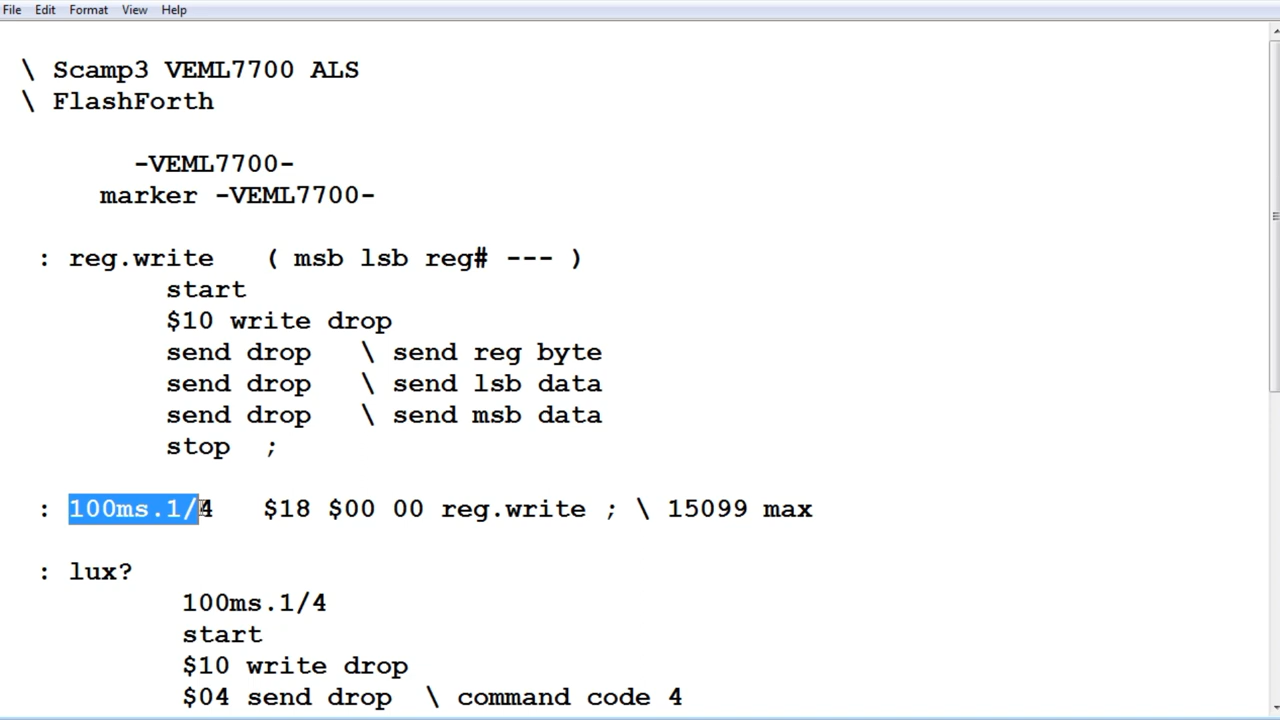 File Edit Format View Help
\ Scamp3 VEML7700 ALS
\ FlashForth
-VEML7700-
marker -VEML7700-
: reg.write ( msb lsb reg# --- )
start
$10 write drop
send drop \ send reg byte
send drop \ send lsb data
send drop \ send msb data
stop ;
: 100ms.1/4 $18 $00 00 reg.write ; \ 15099 max
: lux?
100ms.1/4
start
$10 write drop
$04 send drop \ command code 4